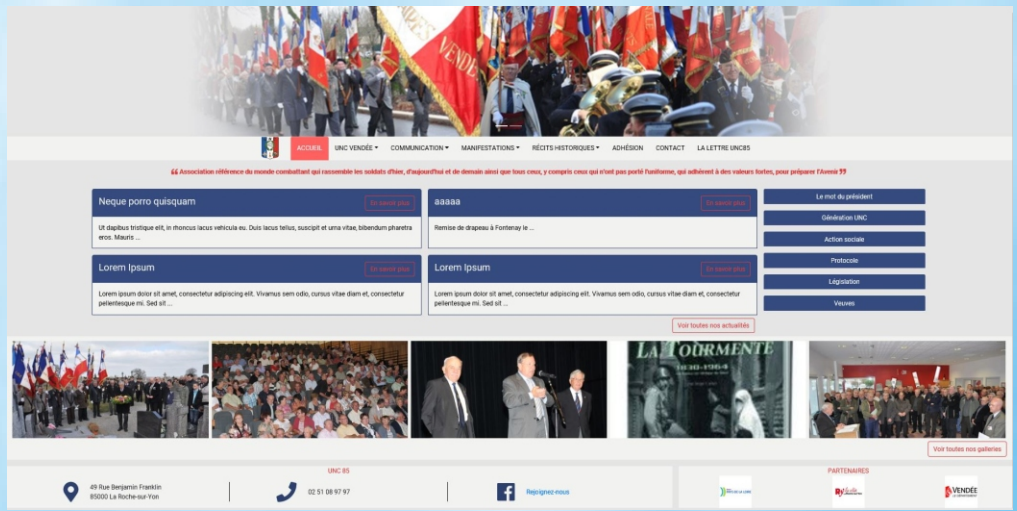 VENDÉE
ACCUEIL UNC VENDÉE COMMUNICATION MANIFESTATIONS RÉCITS HISTORIQUES ADHÉSION CONTACT LA LETTRE UNC85
Association référence du monde combattant qui rassemble les soldats d'hier, d'aujourd'hui et de demain ainsi que tous ceux, y compris ceux qui n'ont pas porté l'uniforme, qui adhèrent à des valeurs fortes, pour préparer l'Avenir
Neque porro quisquam
En savoir plus
Ut dapibus tristique elit, in rhoncus lacus vehicula eu. Duis lacus tellus, suscipit et urna vitae, bibendum pharetra
eros. Mauris ...
aaaaa
En savoir plus
Remise de drapeau à Fontenay le ...
Lorem Ipsum
En savoir plus
Lorem ipsum dolor sit amet, consectetur adipiscing elit. Vivamus sem odio, cursus vitae diam et, consectetur
pellentesque mi. Sed sit ...
Lorem Ipsum
En savoir plus
Lorem ipsum dolor sit amet, consectetur adipiscing elit. Vivamus sem odio, cursus vitae diam et, consectetur
pellentesque mi. Sed sit ...
Le mot du président
Génération UNC
Action sociale
Protocole
Législation
Veuves
Voir toutes nos actualités
LA TOURMENTE
1830-1964
Voir toutes nos galleries
UNC 85
49 Rue Benjamin Franklin
85000 La Roche-sur-Yon
02 51 08 97 97
Rejoignez-nous
PARTENAIRES
VENDÉE